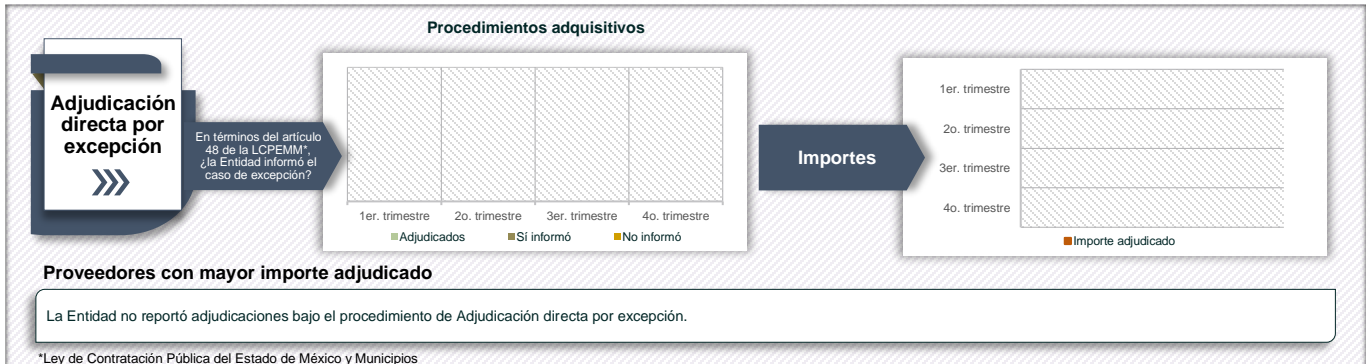 Procedimientos adquisitivos
Adjudicación
directa por
excepción
En términos del artículo
48 de la LCPEMM*,
¿la Entidad informó el
caso de excepción?
1er. trimestre 2o. trimestre 3er. trimestre 4o. trimestre
Adjudicados Sí informó No informó
Importes
1er. trimestre
2o. trimestre
3er. trimestre
4o. trimestre
Importe adjudicado
Proveedores con mayor importe adjudicado
La Entidad no reportó adjudicaciones bajo el procedimiento de Adjudicación directa por excepción.
*Ley de Contratación Pública del Estado de México y Municipios